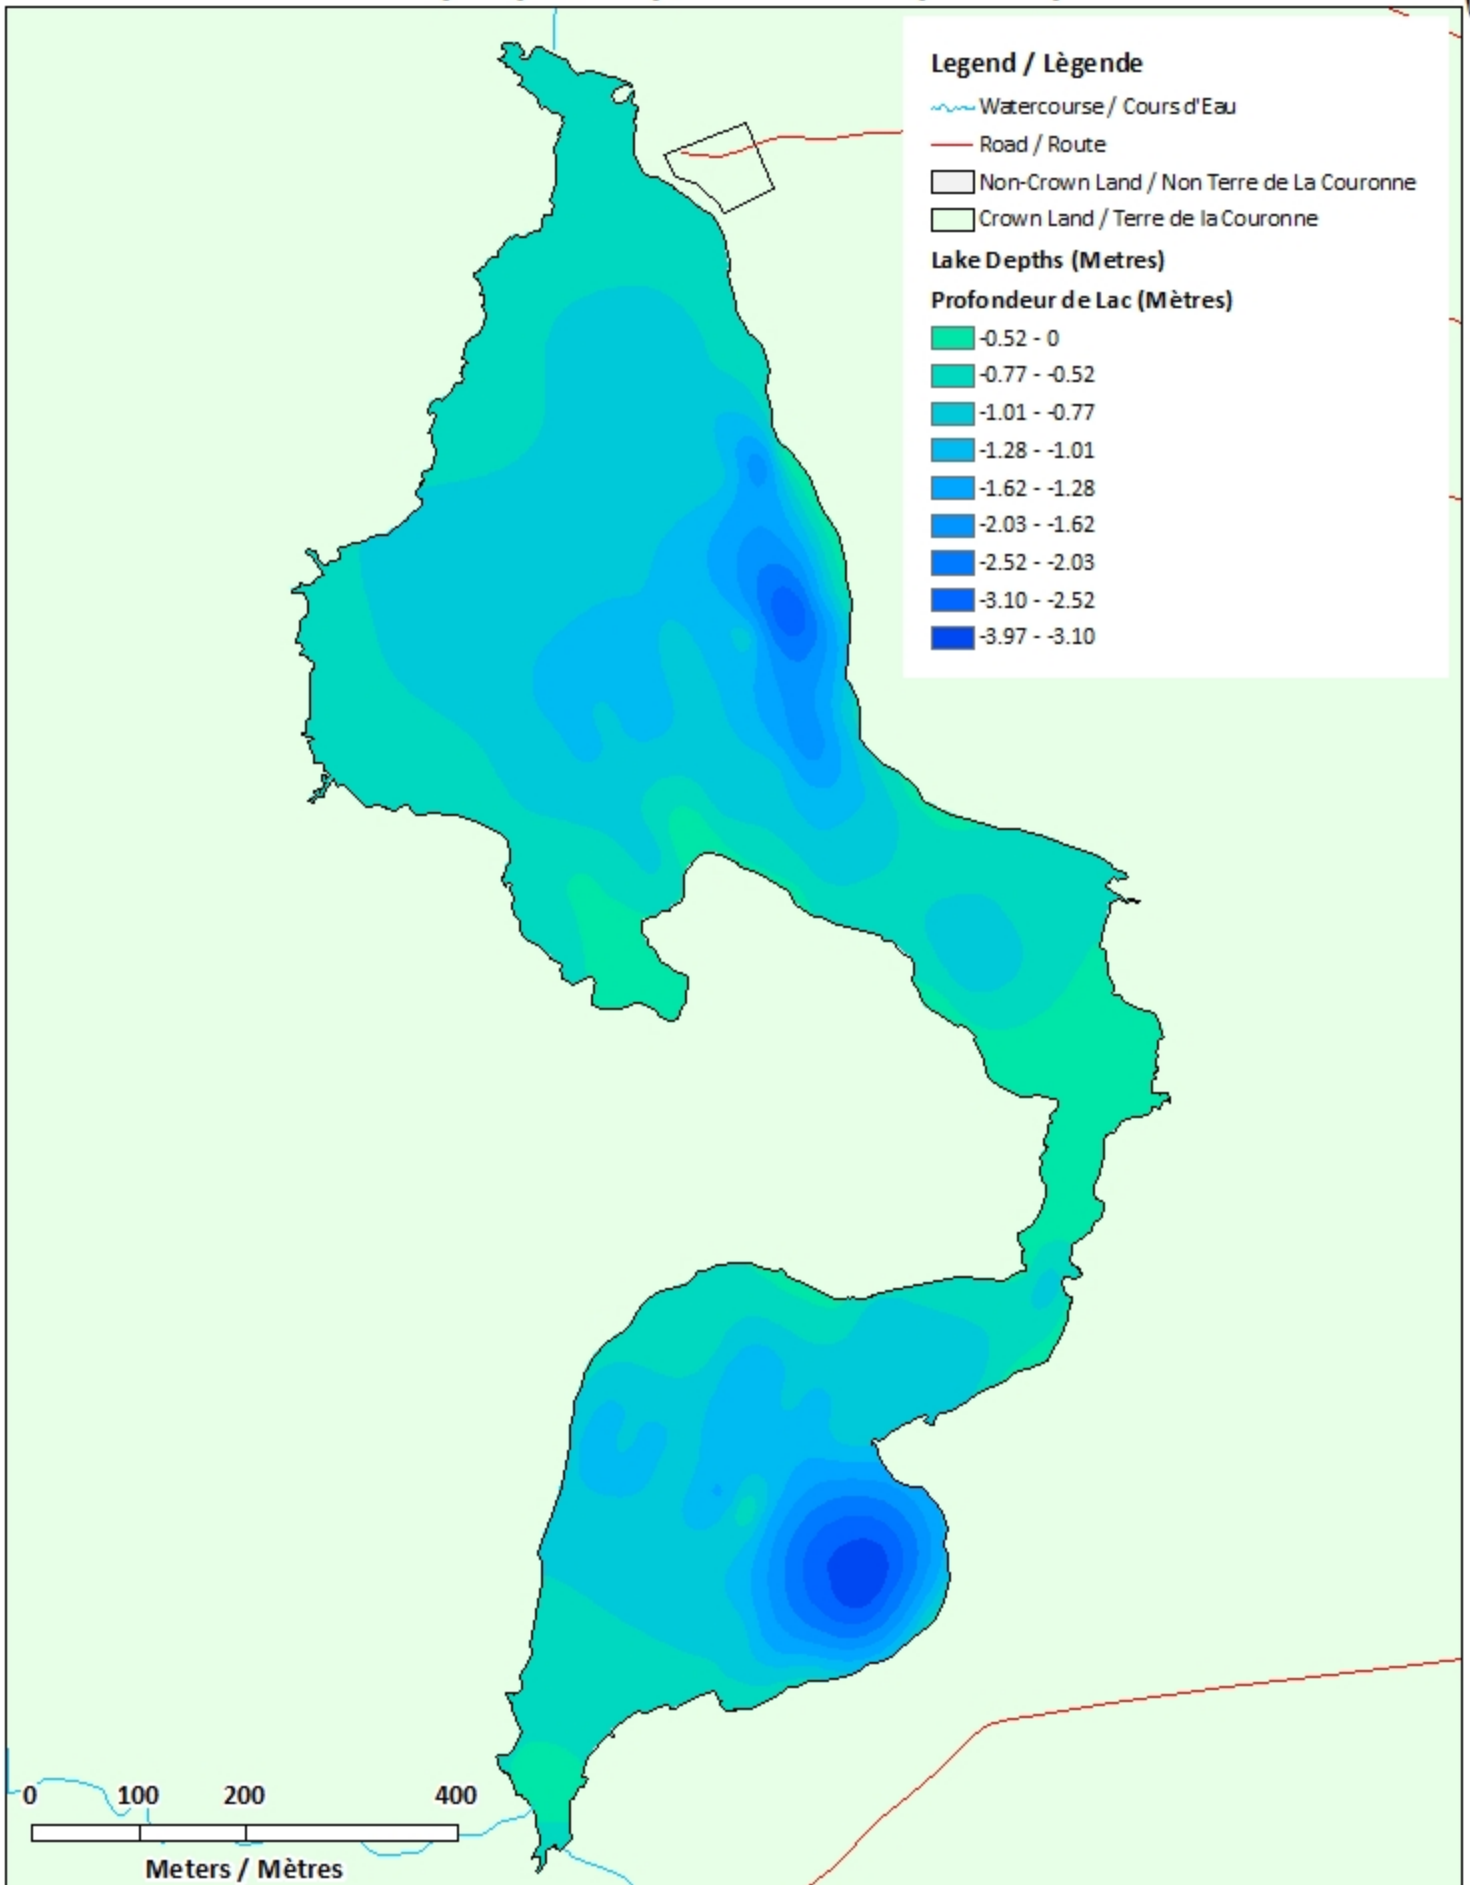 Legend / Lègende
Watercourse / Cours d'Eau
Road / Route
Non-Crown Land / Non Terre de La Couronne
Crown Land / Terre de la Couronne
Lake Depths (Metres)
Profondeur de Lac (Mètres)
-0.52 - 0
-0.77 - -0.52
-1.01 - -0.77
-1.28 - -1.01
-1.62 - -1.28
-2.03 - -1.62
-2.52 - -2.03
-3.10 - -2.52
-3.97 - -3.10
0 100 200 400
Meters / Mètres